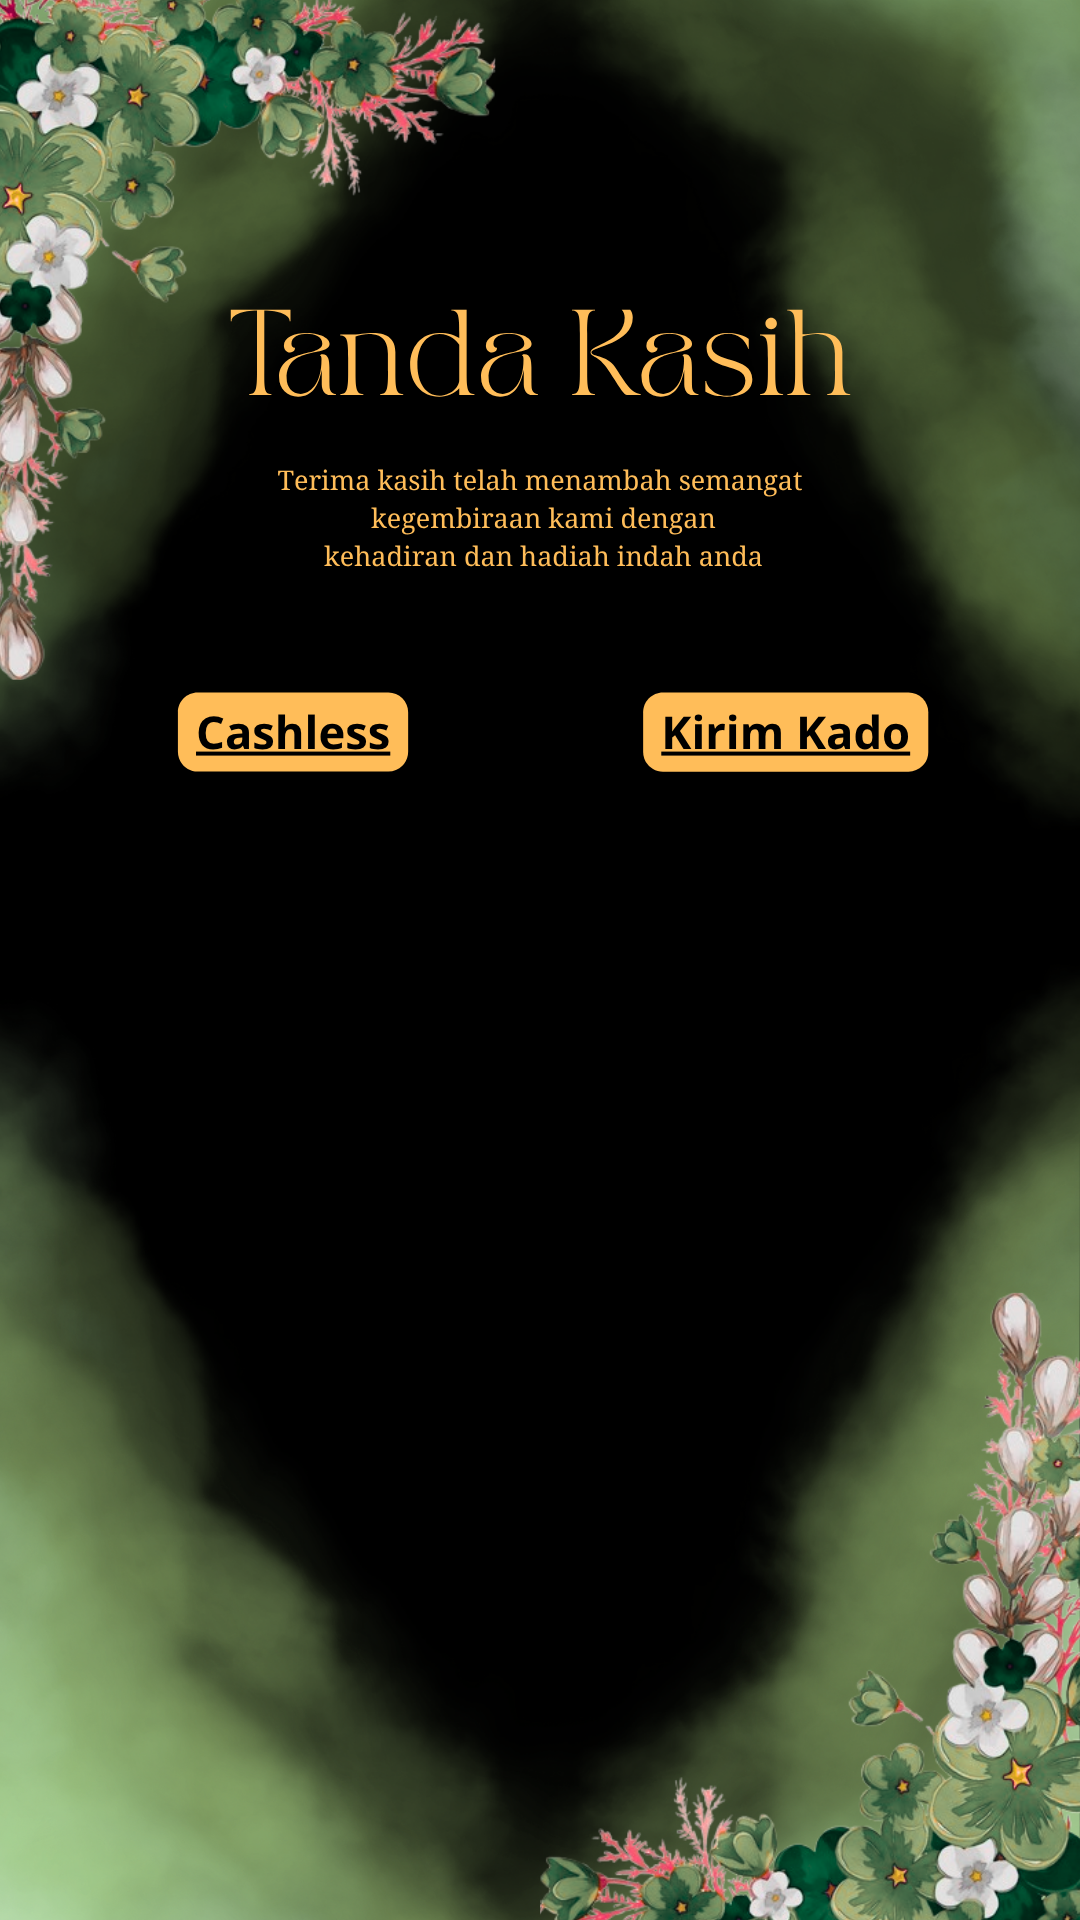 Tanda Kasih
Terima kasih telah menambah semangat
kegembiraan kami dengan
kehadiran dan hadiah indah anda
Cashless
Kirim Kado